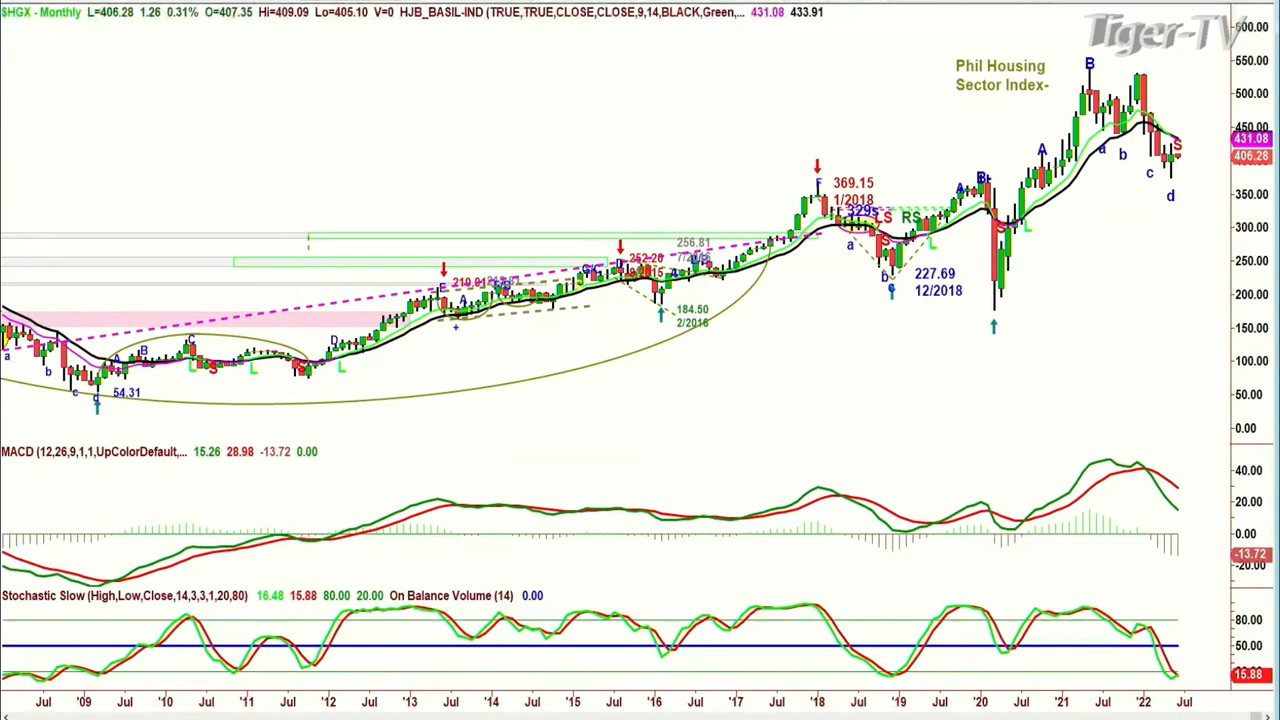 $HGX - Monthly L=406.28 1.26 0.31% O=407.35 Hi=409.09 Lo=405.10 V=0 HJB_BASIL-IND (TRUE,TRUE,CLOSE,CLOSE,9,14,BLACK,Green,... 431.08 433.91
Tiger-TV
600.00
Phil Housing
Sector Index-
B
550.00
500.00
450.00
431.08
406.28
A
S
a
b
c
d
350.00
369.15
1/2018
F
329s
LS
RS
A
B
300.00
S
L
a
S
L
256.81
7/2016
252.20
250.00
b
c
227.69
12/2018
E
210.01
D
A
200.00
184.50
2/2016
+
150.00
a
b
c
d
A
B
C
D
L
S
L
S
L
100.00
54.31
50.00
0.00
MACD (12,26,9,1,1,UpColorDefault,... 15.26 28.98 -13.72 0.00
40.00
20.00
0.00
-13.72
-20.00
Stochastic Slow (High,Low,Close,14,3,3,1,20,80) 16.48 15.88 80.00 20.00 On Balance Volume (14) 0.00
80.00
50.00
15.88
Jul '09 Jul '10 Jul '11 Jul '12 Jul '13 Jul '14 Jul '15 Jul '16 Jul '17 Jul '18 Jul '19 Jul '20 Jul '21 Jul '22 Jul